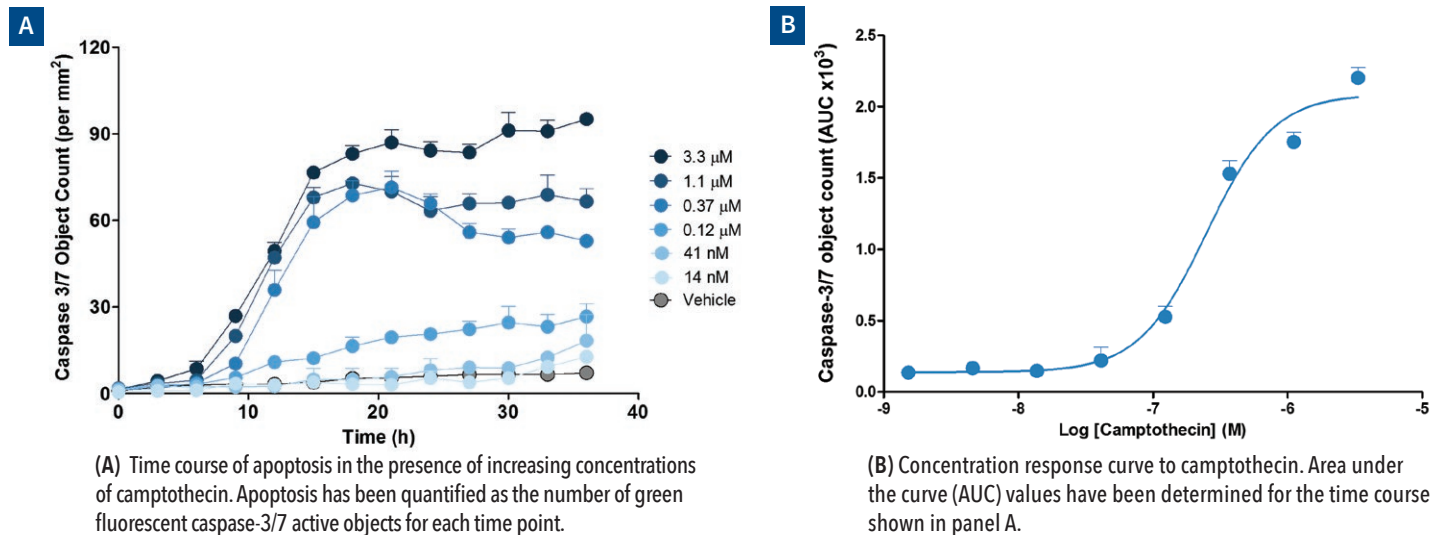 A
Caspase 3/7 Object Count (per mm²)
120
90
60
30
0
0
10
20
30
40
Time (h)
3.3 µM
1.1 µM
0.37 µM
0.12 µM
41 nM
14 nM
Vehicle
(A) Time course of apoptosis in the presence of increasing concentrations
of camptothecin. Apoptosis has been quantified as the number of green
fluorescent caspase-3/7 active objects for each time point.
B
Caspase-3/7 object count (AUC x10³)
2.5
2.0
1.5
1.0
0.5
0.0
-9
-8
-7
-6
-5
Log [Camptothecin] (M)
(B) Concentration response curve to camptothecin. Area under
the curve (AUC) values have been determined for the time course
shown in panel A.